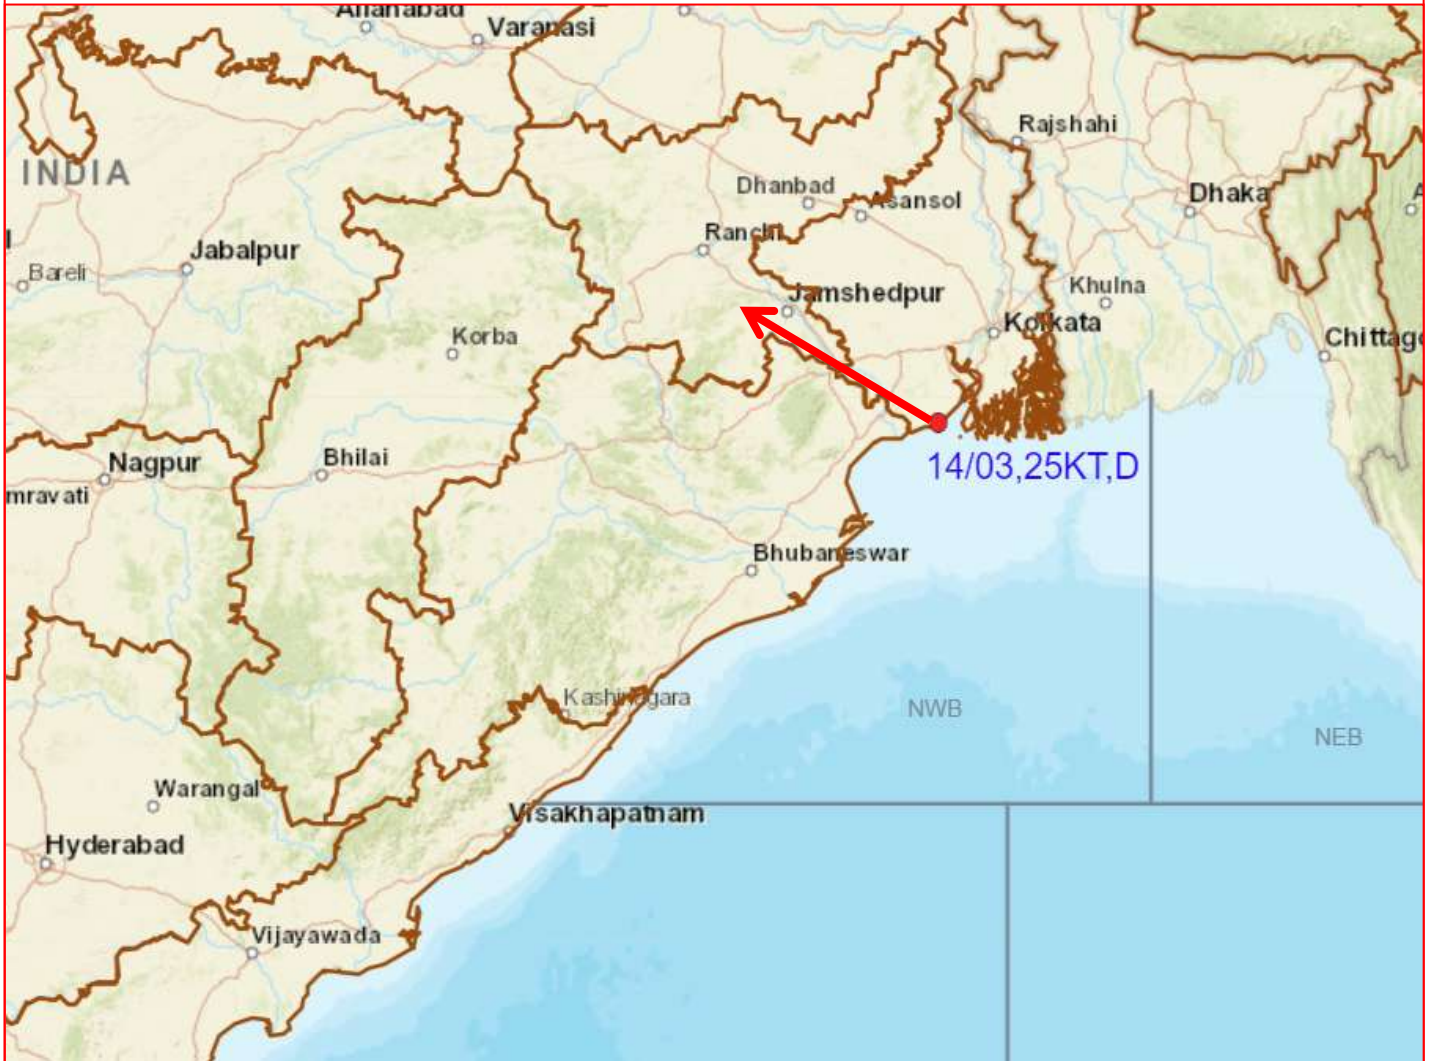 Allahabad
Varanasi
Rajshahi
INDIA
Dhanbad
Asansol
Dhaka
Ranchi
Jabalpur
Bareli
Jamshedpur
Khulna
Korba
Kolkata
Chittago
Nagpur
Bhilai
14/03,25KT,D
mravati
Bhubaneswar
Kashinagara
NWB
NEB
Warangal
Visakhapatnam
Hyderabad
Vijayawada